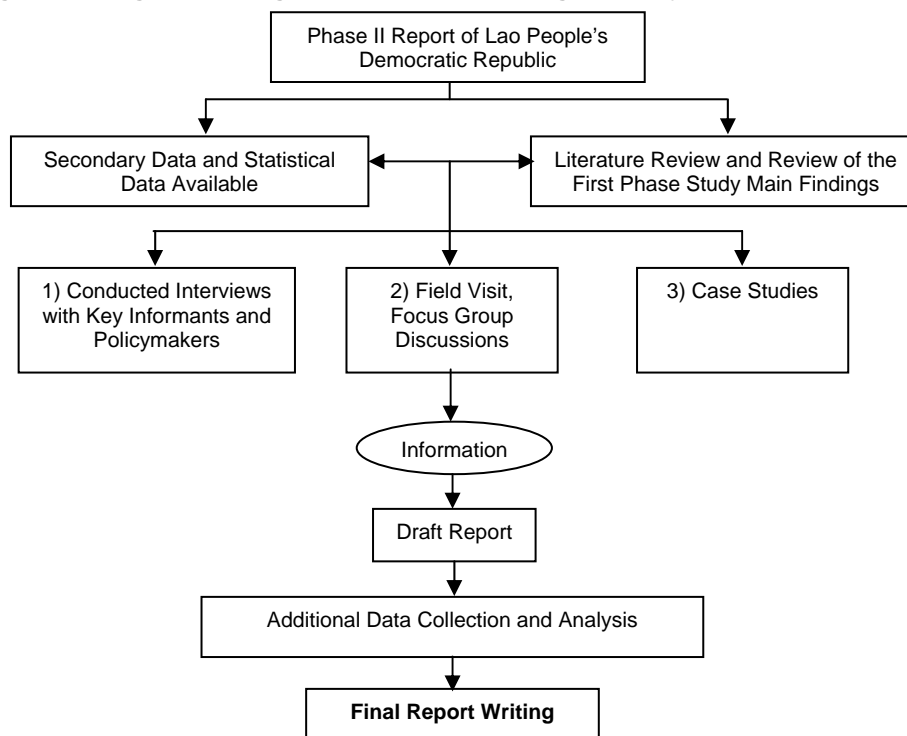 Phase II Report of Lao People's
Democratic Republic
Secondary Data and Statistical
Data Available
Literature Review and Review of the
First Phase Study Main Findings
1) Conducted Interviews
with Key Informants and
Policymakers
2) Field Visit,
Focus Group
Discussions
3) Case Studies
Information
Draft Report
Additional Data Collection and Analysis
Final Report Writing